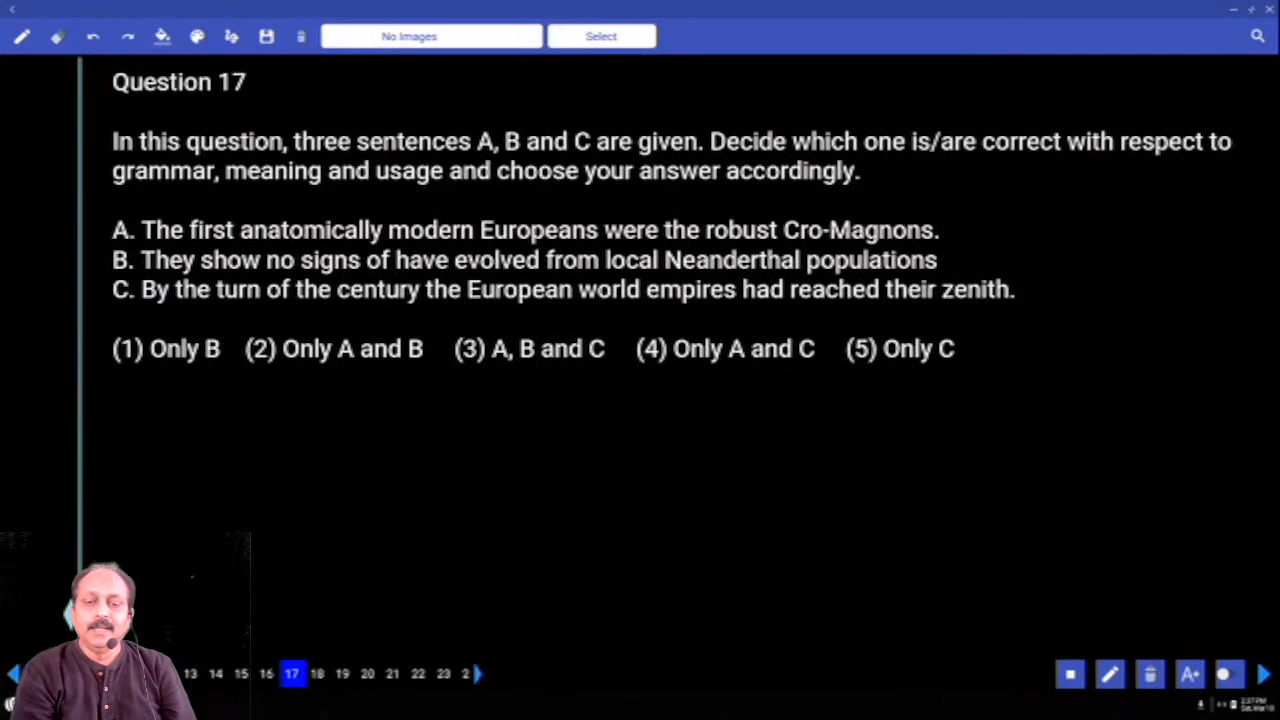 No Images
Select
Question 17
In this question, three sentences A, B and C are given. Decide which one is/are correct with respect to
grammar, meaning and usage and choose your answer accordingly.
A. The first anatomically modern Europeans were the robust Cro-Magnons.
B. They show no signs of have evolved from local Neanderthal populations
C. By the turn of the century the European world empires had reached their zenith.
(1) Only B (2) Only A and B (3) A, B and C (4) Only A and C (5) Only C
13 14 15 16 17 18 19 20 21 22 23 2
A+
2:37 PM